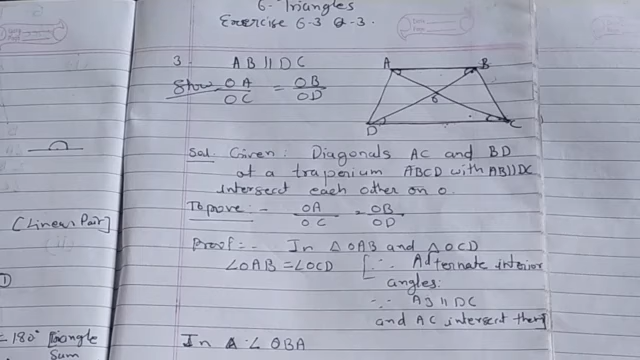 6- Triangles
Exercise 6-3 Q-3.
3 AB || DC
Show OA/OC = OB/OD
A B
O
D C
Sol. Given: Diagonals AC and BD
of a trapezium ABCD with AB||DC
intersect each other on O.
To prove :- OA/OC = OB/OD
Proof :- In △OAB and △OCD
∠OAB = ∠OCD [∵ Alternate interior
angles.
∵ AB || DC
and AC intersect them]
In ∠OBA
[Linear Pair]
①
= 180° Triangle
Sum